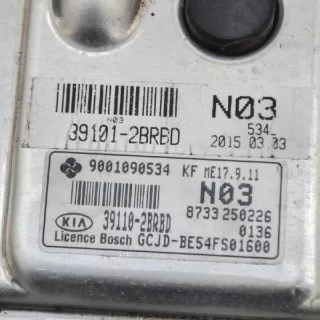 N03
39101-2BRBD
N03
534
2015.03.03
9001090534 KF ME17.9.11
N03
8733 250226
KIA 39110-2BRBD 0136
Licence Bosch GCJD-BE54FS01600